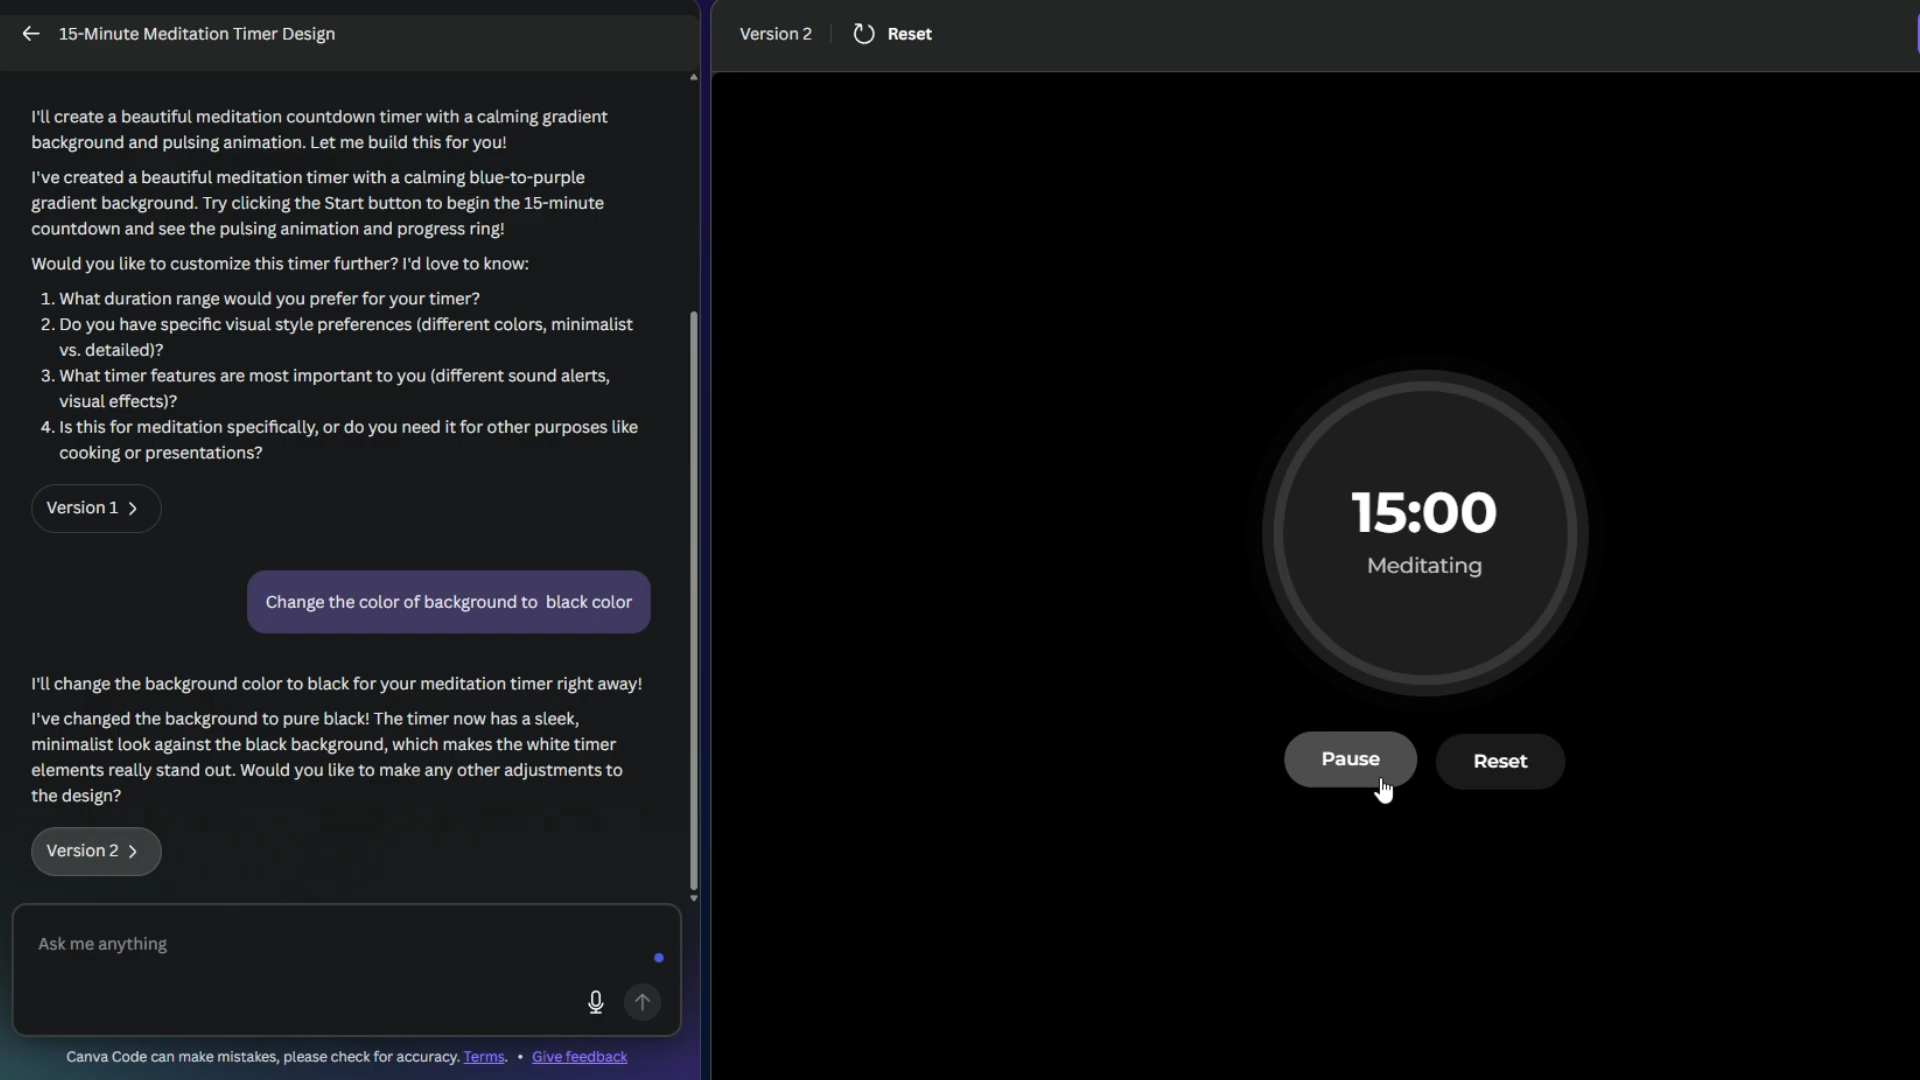 15-Minute Meditation Timer Design
I'll create a beautiful meditation countdown timer with a calming gradient
background and pulsing animation. Let me build this for you!
I've created a beautiful meditation timer with a calming blue-to-purple
gradient background. Try clicking the Start button to begin the 15-minute
countdown and see the pulsing animation and progress ring!
Would you like to customize this timer further? I'd love to know:
1. What duration range would you prefer for your timer?
2. Do you have specific visual style preferences (different colors, minimalist
vs. detailed)?
3. What timer features are most important to you (different sound alerts,
visual effects)?
4. Is this for meditation specifically, or do you need it for other purposes like
cooking or presentations?
Version 1
Change the color of background to  black color
I'll change the background color to black for your meditation timer right away!
I've changed the background to pure black! The timer now has a sleek,
minimalist look against the black background, which makes the white timer
elements really stand out. Would you like to make any other adjustments to
the design?
Version 2
Ask me anything
Canva Code can make mistakes, please check for accuracy. Terms. • Give feedback
Version 2
Reset
15:00
Meditating
Pause
Reset